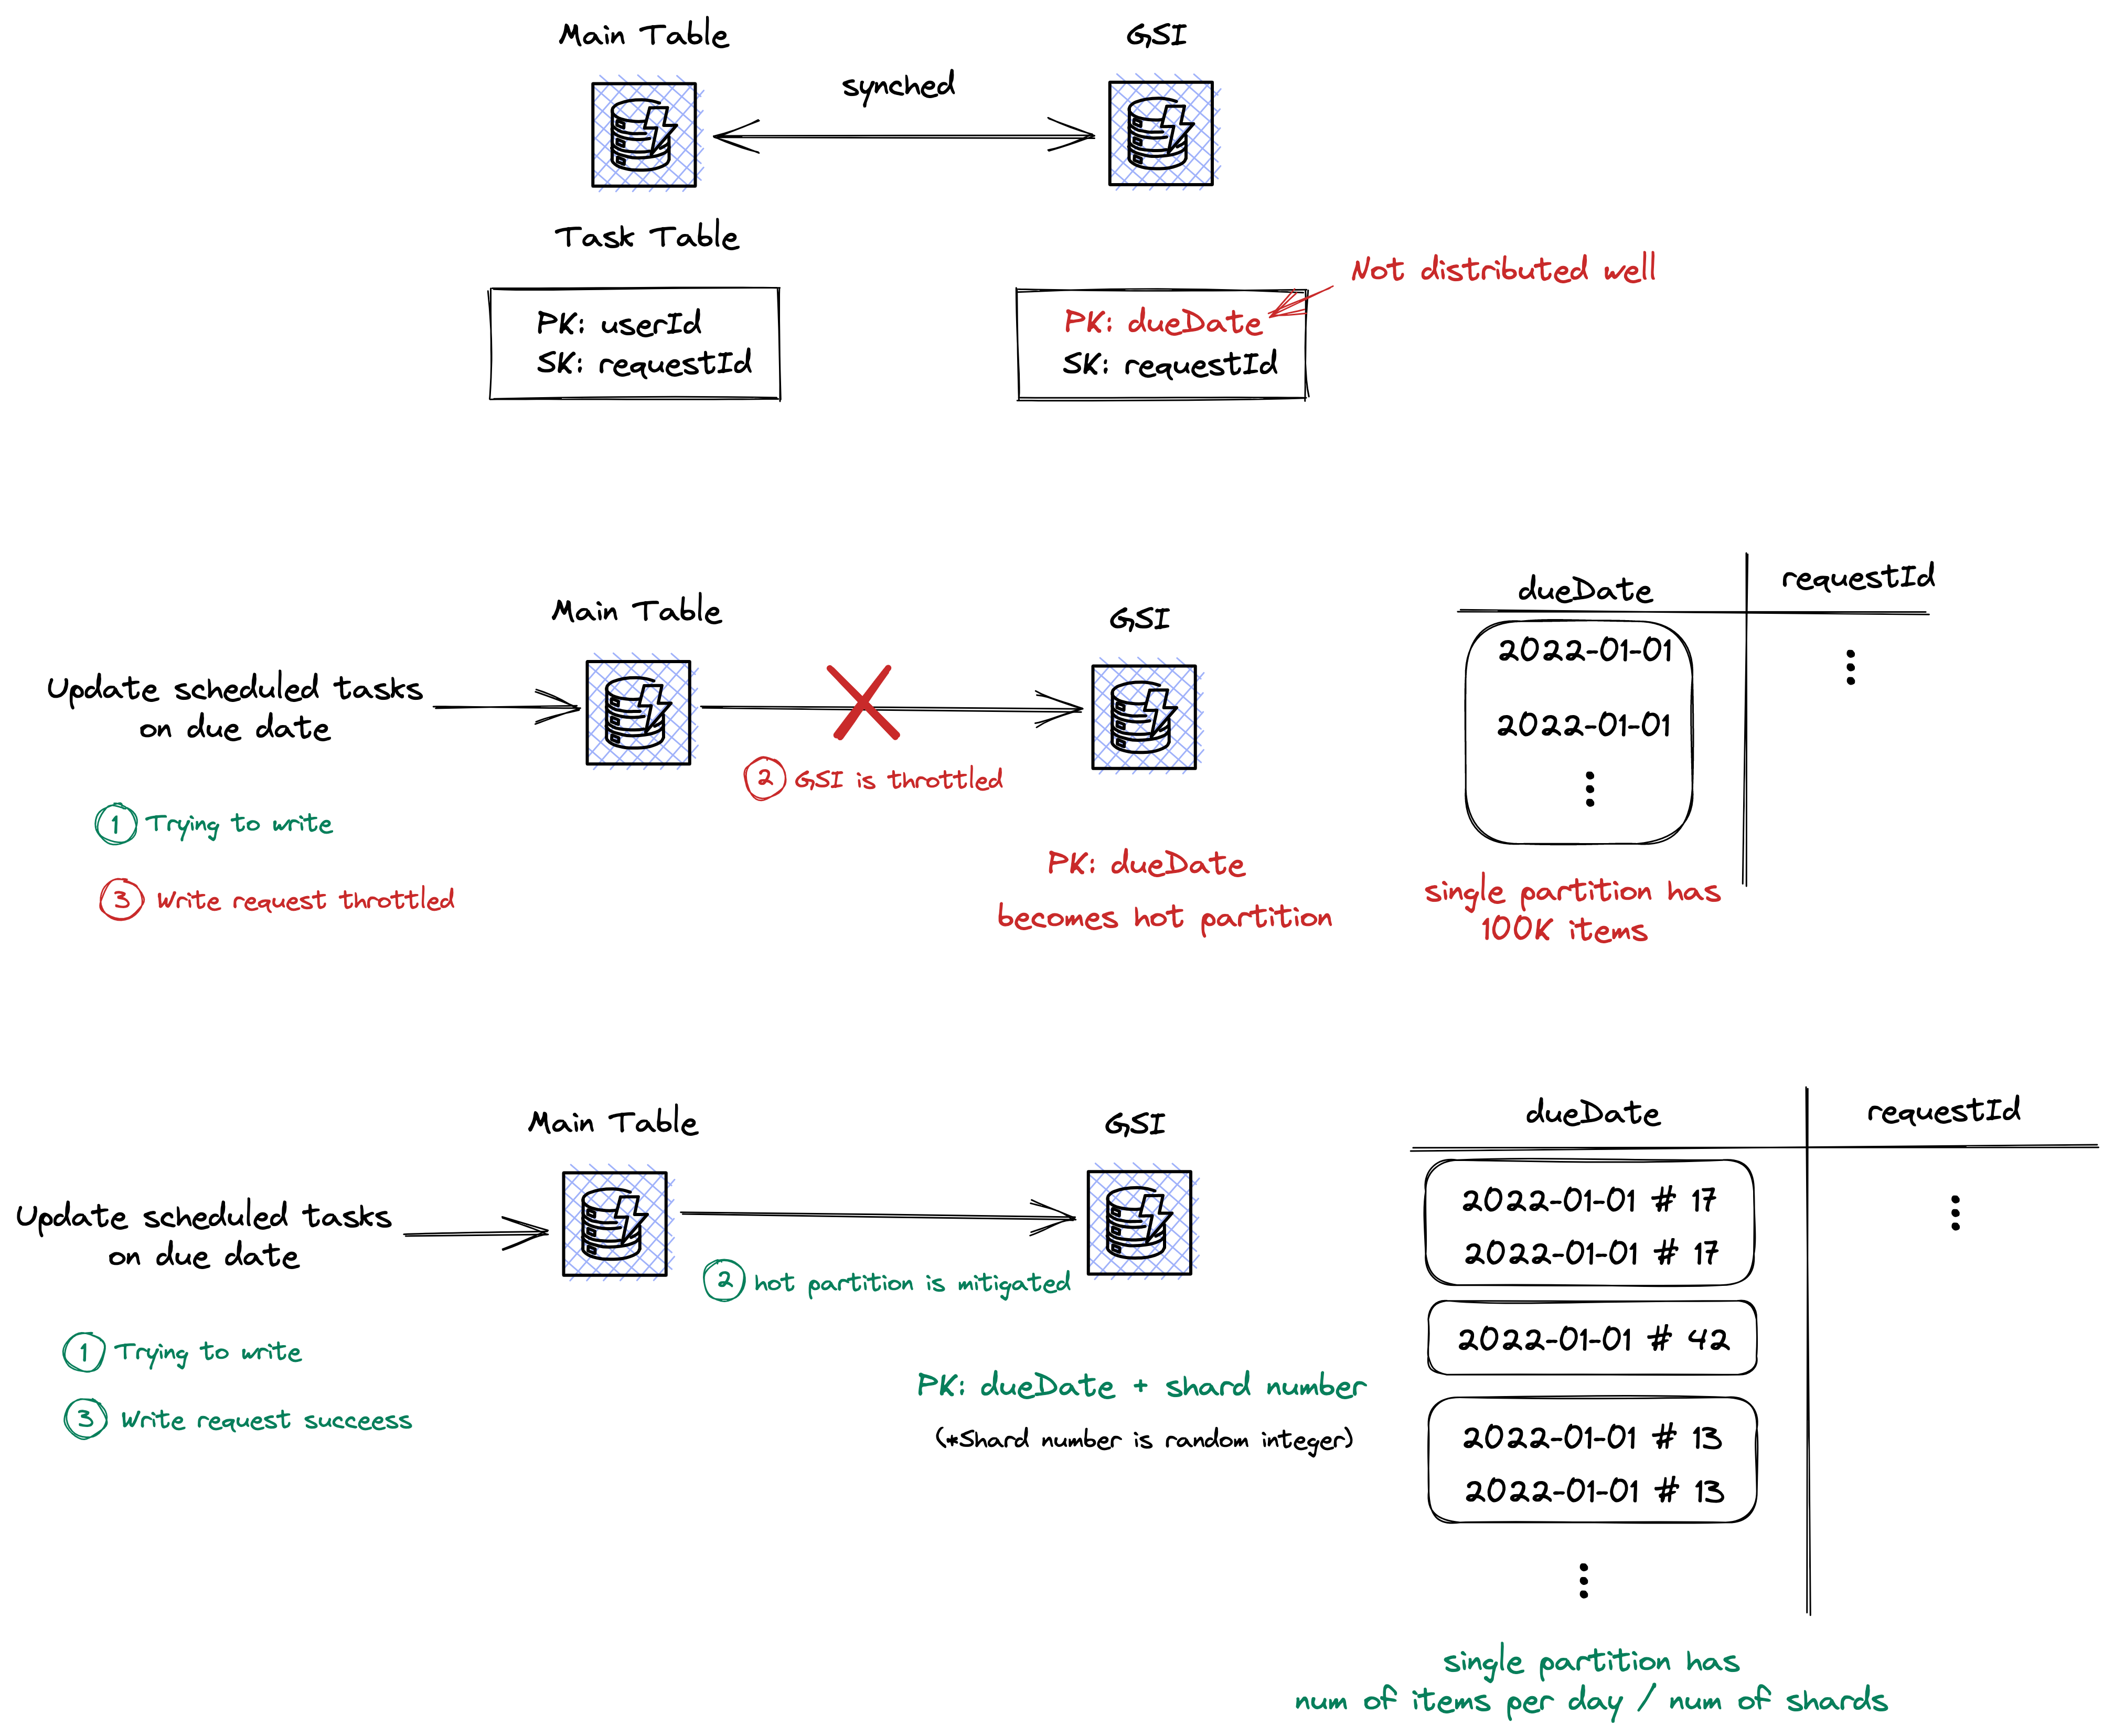 Main Table
GSI
synched
Task Table
Not distributed well
PK: userId
SK: requestId
PK: dueDate
SK: requestId
Main Table
GSI
Update scheduled tasks
on due date
2 GSI is throttled
1 Trying to write
3 Write request throttled
PK: dueDate
becomes hot partition
dueDate
requestId
2022-01-01
2022-01-01
single partition has
100K items
Main Table
GSI
Update scheduled tasks
on due date
2 hot partition is mitigated
1 Trying to write
3 Write request succeess
PK: dueDate + shard number
(*Shard number is random integer)
dueDate
requestId
2022-01-01 # 17
2022-01-01 # 17
2022-01-01 # 42
2022-01-01 # 13
2022-01-01 # 13
single partition has
num of items per day / num of shards